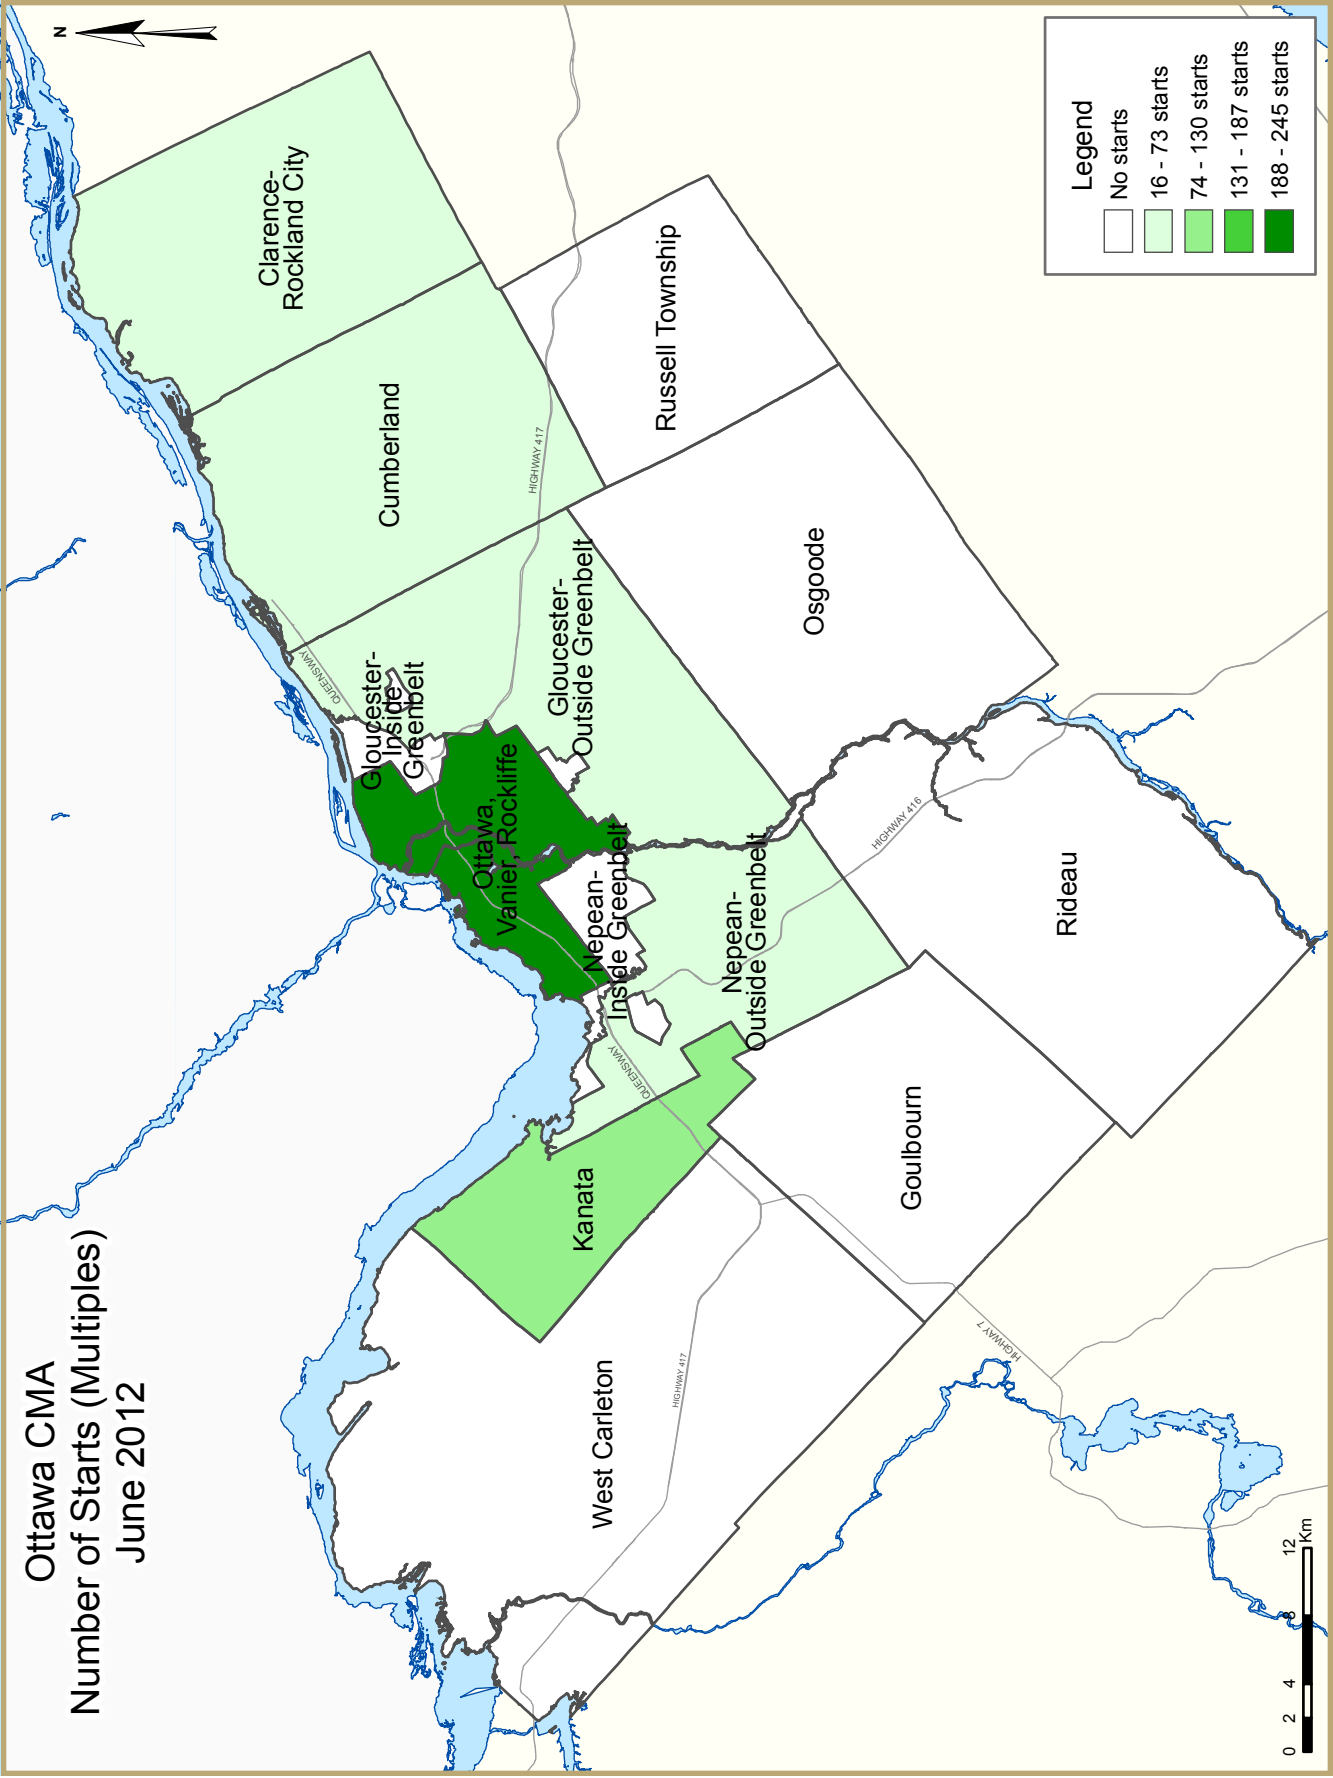 Ottawa CMA
Number of Starts (Multiples)
June 2012
N
Clarence-
Rockland City
Cumberland
Russell Township
HIGHWAY 417
Osgoode
Gloucester-
Outside Greenbelt
QUEENSWAY
Gloucester-
Inside
Greenbelt
Ottawa,
Vanier, Rockliffe
Nepean-
Inside Greenbelt
Nepean-
Outside Greenbelt
HIGHWAY 416
Rideau
QUEENSWAY
Kanata
Goulbourn
West Carleton
HIGHWAY 417
HIGHWAY 7
Legend
No starts
16 - 73 starts
74 - 130 starts
131 - 187 starts
188 - 245 starts
0 2 4 8 12
Km